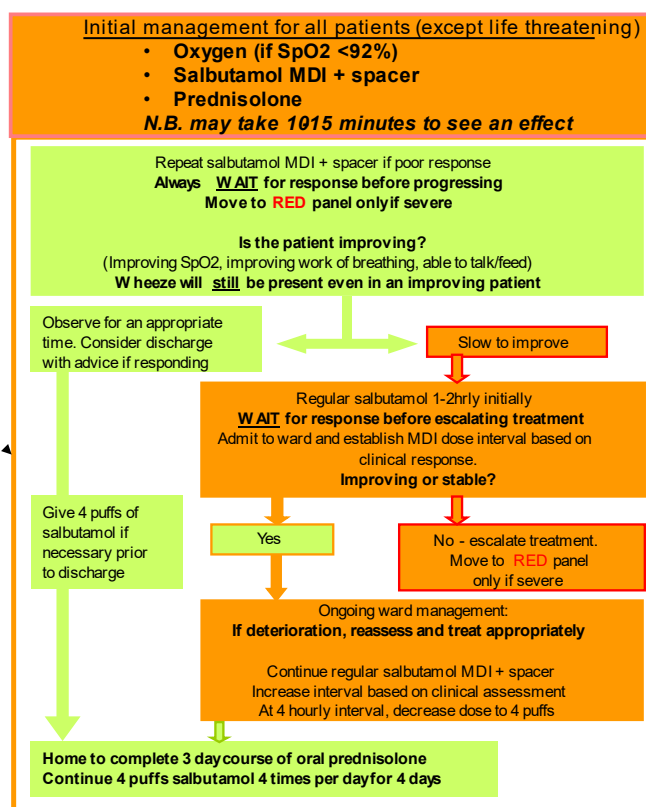 Initial management for all patients (except life threatening)
• Oxygen (if SpO2 <92%)
• Salbutamol MDI + spacer
• Prednisolone
N.B. may take 1015 minutes to see an effect
Repeat salbutamol MDI + spacer if poor response
Always WAIT for response before progressing
Move to RED panel only if severe
Is the patient improving?
(Improving SpO2, improving work of breathing, able to talk/feed)
Wheeze will still be present even in an improving patient
Observe for an appropriate
time. Consider discharge
with advice if responding
Slow to improve
Regular salbutamol 1-2hrly initially
WAIT for response before escalating treatment
Admit to ward and establish MDI dose interval based on
clinical response.
Improving or stable?
Give 4 puffs of
salbutamol if
necessary prior
to discharge
Yes
No - escalate treatment.
Move to RED panel
only if severe
Ongoing ward management:
If deterioration, reassess and treat appropriately
Continue regular salbutamol MDI + spacer
Increase interval based on clinical assessment
At 4 hourly interval, decrease dose to 4 puffs
Home to complete 3 day course of oral prednisolone
Continue 4 puffs salbutamol 4 times per day for 4 days